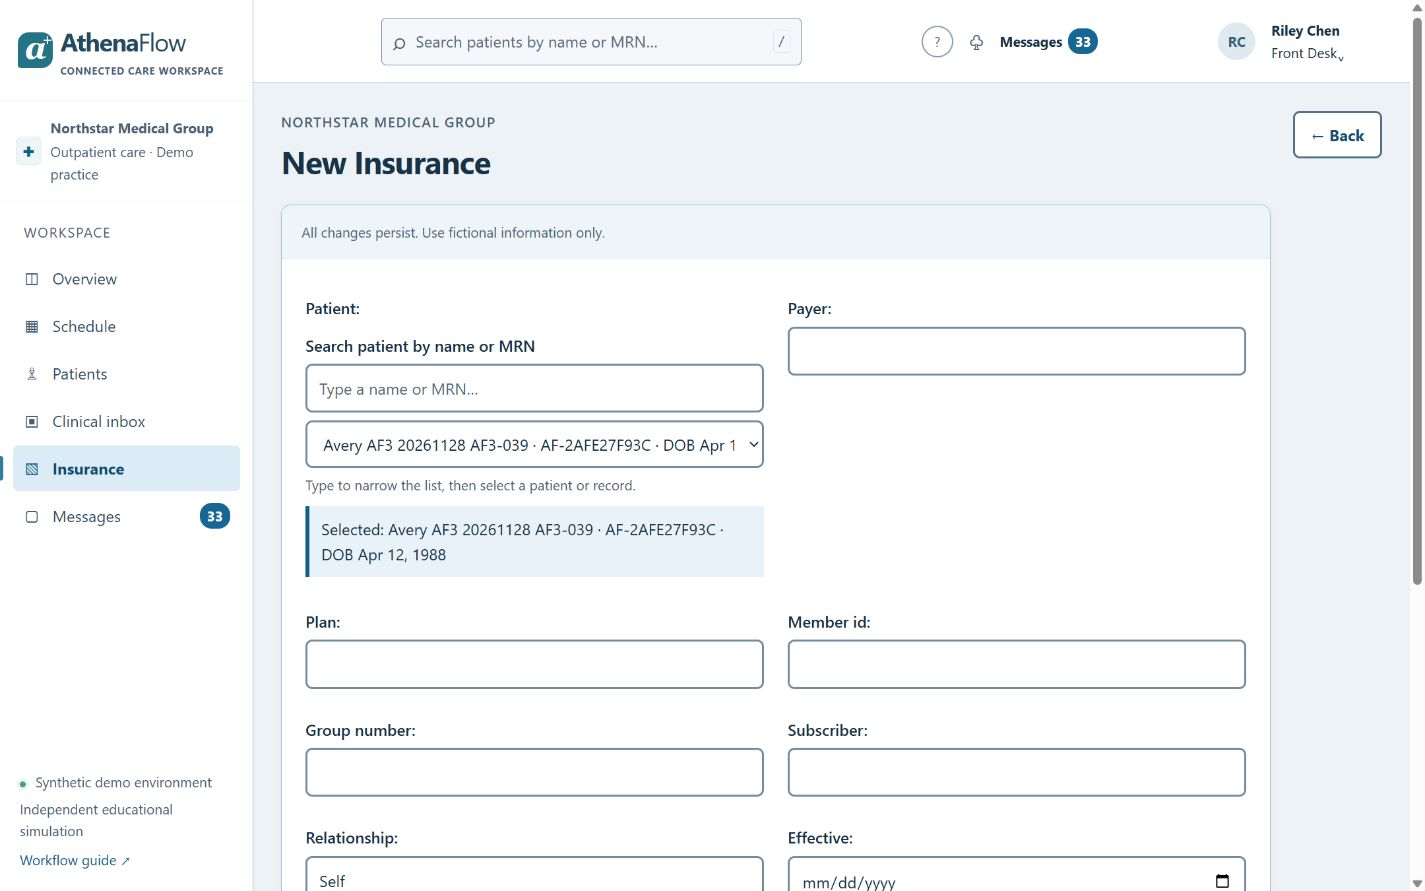 AthenaFlow
CONNECTED CARE WORKSPACE
Search patients by name or MRN...
/
?
Messages 33
RC
Riley Chen
Front Desk
Northstar Medical Group
Outpatient care · Demo
practice
WORKSPACE
Overview
Schedule
Patients
Clinical inbox
Insurance
Messages 33
Synthetic demo environment
Independent educational
simulation
Workflow guide ↗
NORTHSTAR MEDICAL GROUP
New Insurance
← Back
All changes persist. Use fictional information only.
Patient:
Search patient by name or MRN
Type a name or MRN...
Avery AF3 20261128 AF3-039 · AF-2AFE27F93C · DOB Apr 1
Type to narrow the list, then select a patient or record.
Selected: Avery AF3 20261128 AF3-039 · AF-2AFE27F93C ·
DOB Apr 12, 1988
Payer:
Plan:
Member id:
Group number:
Subscriber:
Relationship:
Self
Effective:
mm/dd/yyyy